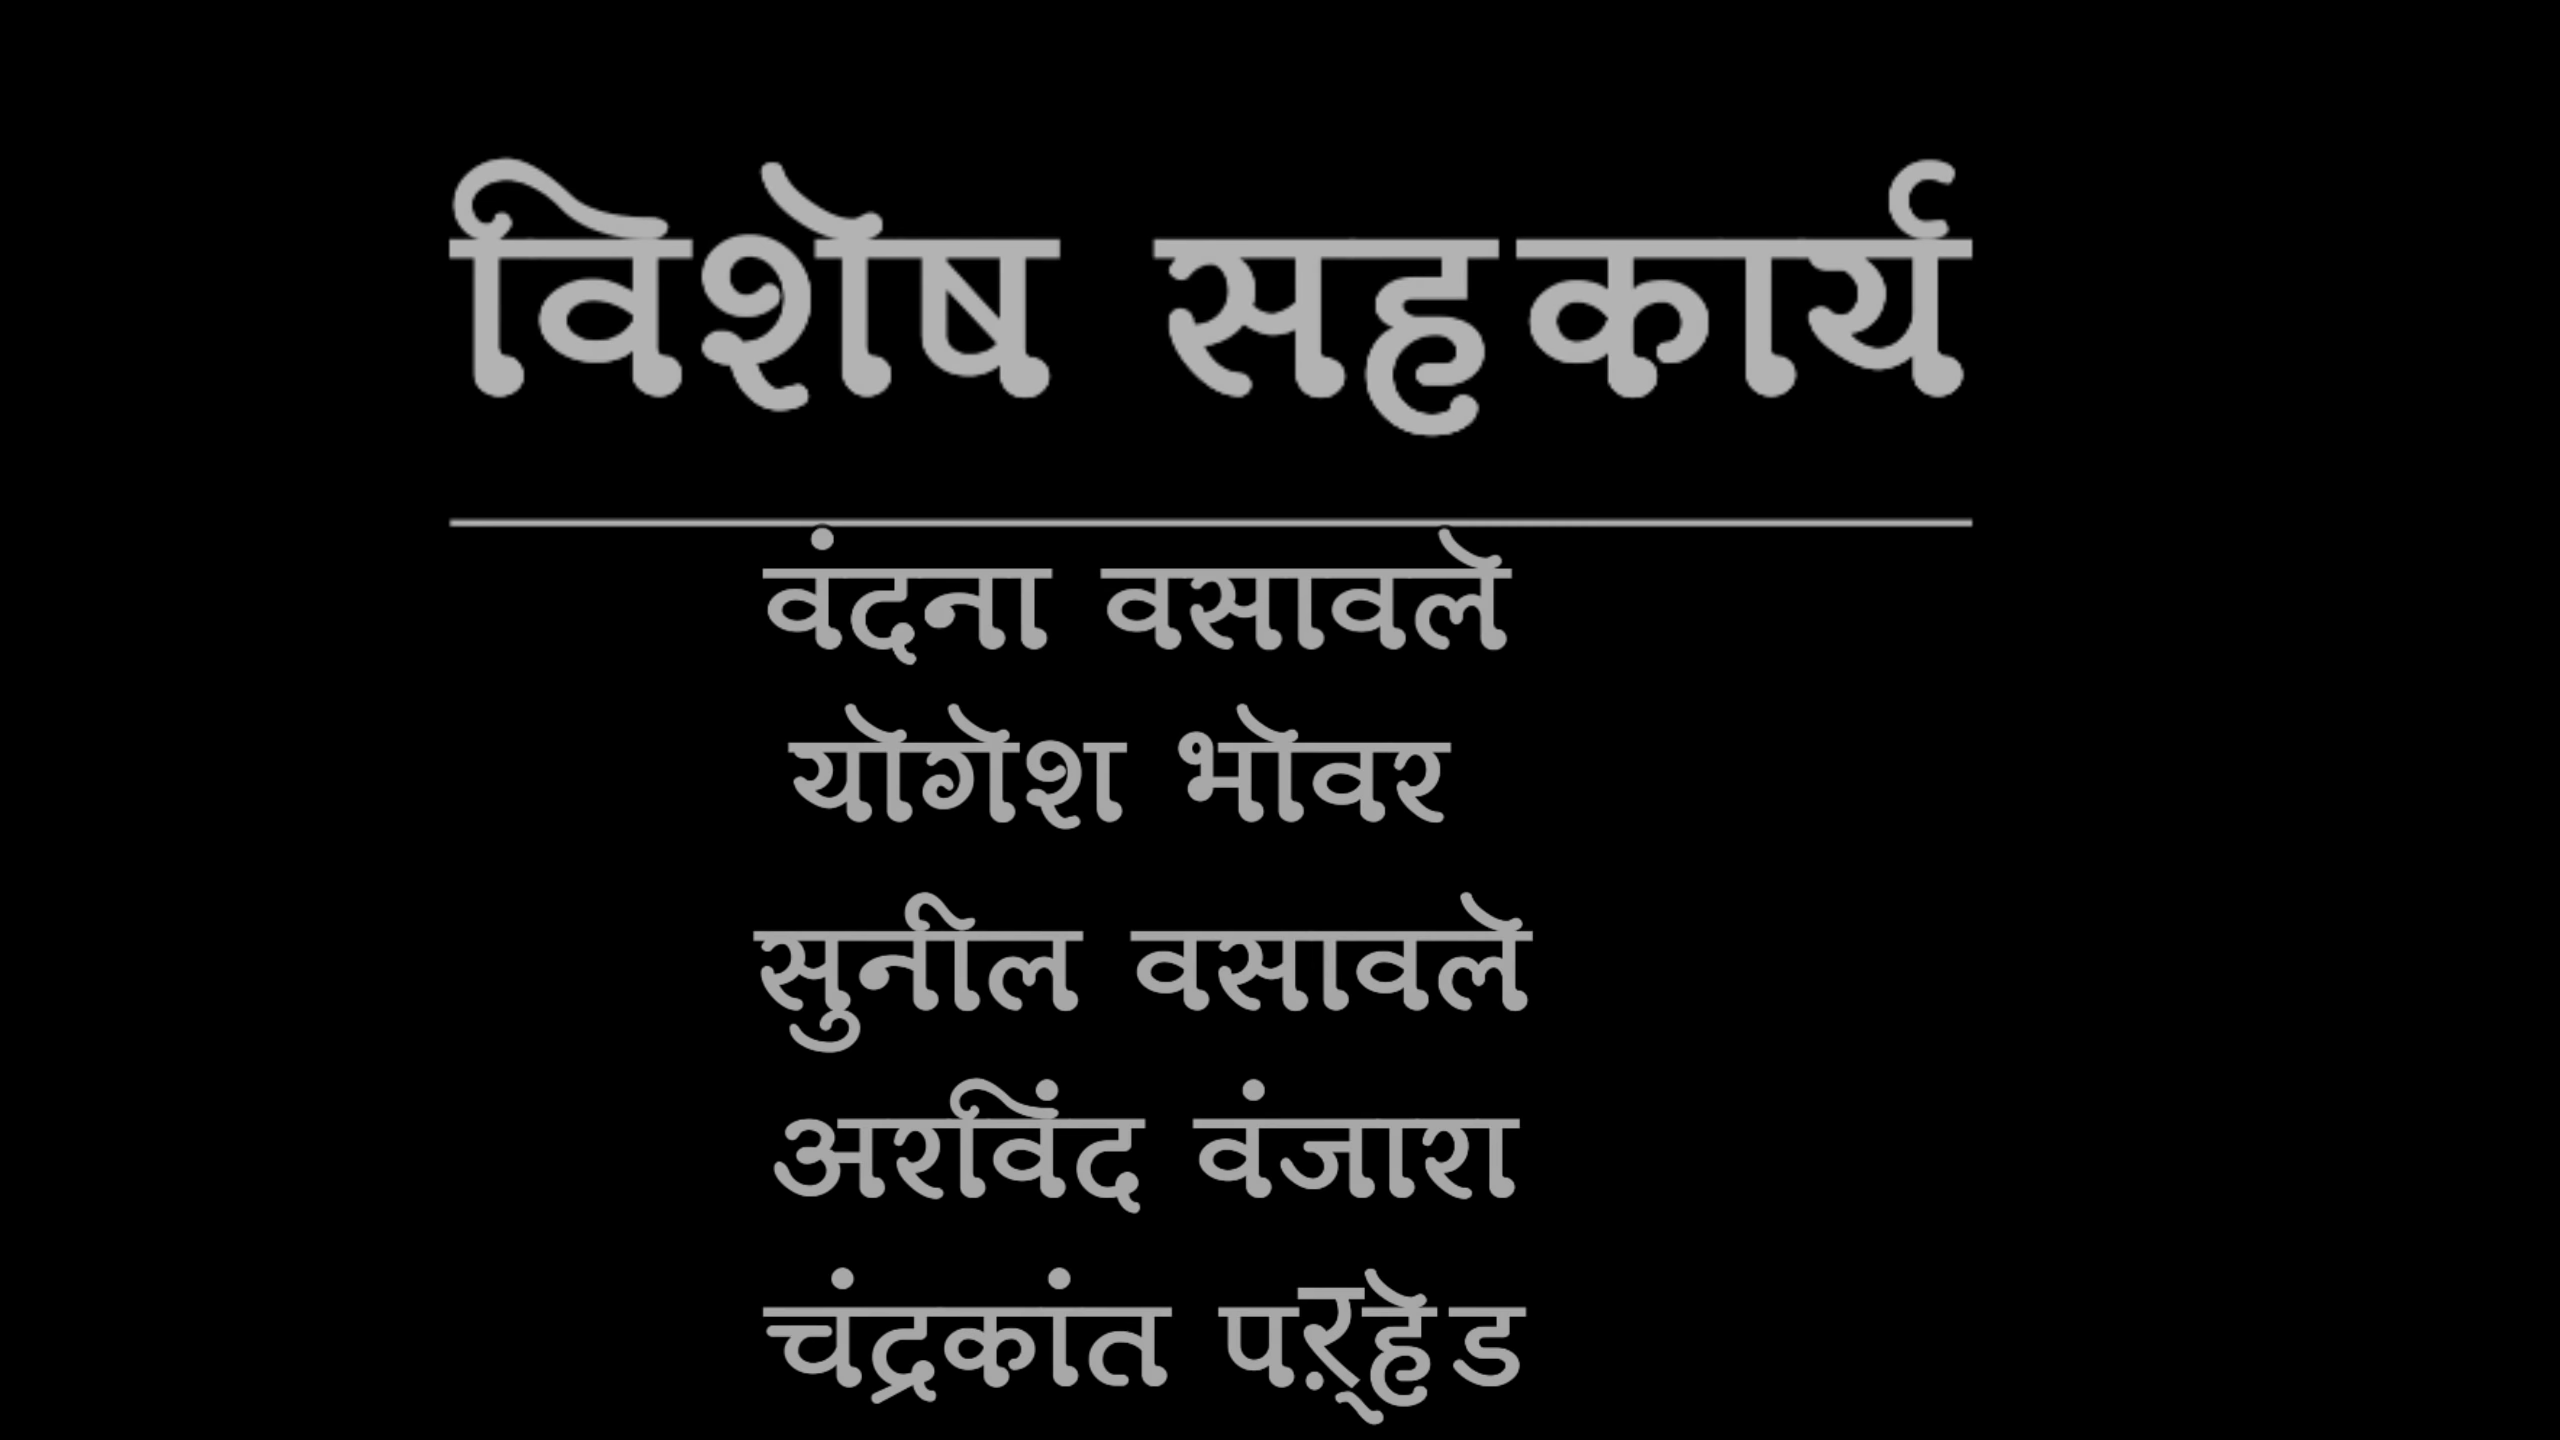 विशेष सहकार्य
वंदना वसावले
योगेश भोवर
सुनील वसावले
अरविंद वंजारा
चंद्रकांत पऱ्हेड